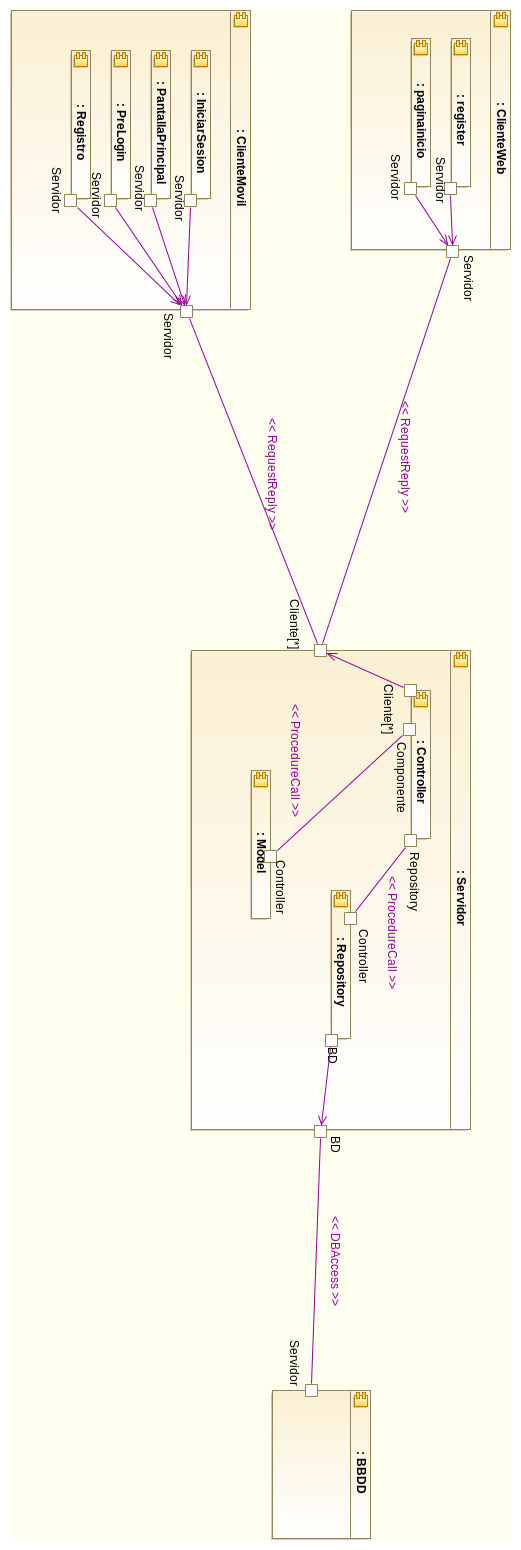 : ClienteMovil
: IniciarSesion
Servidor
: PantallaPrincipal
Servidor
: PreLogin
Servidor
: Registro
Servidor
Servidor
: ClienteWeb
: register
Servidor
: paginainicio
Servidor
Servidor
<< RequestReply >>
<< RequestReply >>
Cliente[*]
: Servidor
: Controller
Cliente[*]
Componente
Repository
<< ProcedureCall >>
<< ProcedureCall >>
: Model
Controller
: Repository
Controller
BD
BD
<< DBAccess >>
Servidor
: BBDD